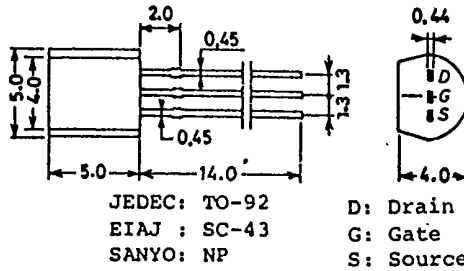 2.0
0.44
0.45
D
G
S
5.0
4.0
1.3
1.3
0.45
5.0
14.0
4.0
JEDEC: TO-92
EIAJ : SC-43
SANYO: NP
D: Drain
G: Gate
S: Source